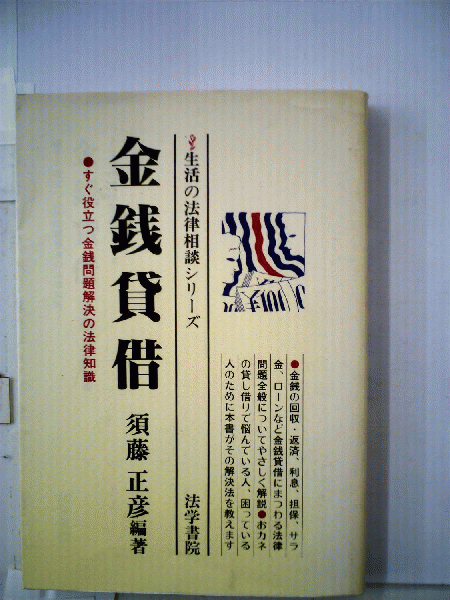 ●金銭の回収・返済、利息、担保、サラ
金、ローンなど金銭貸借にまつわる法律
問題全般についてやさしく解説●おカネ
の貸し借りで悩んでいる人、困っている
人のために本書がその解決法を教えます
生活の法律相談シリーズ
法学書院
金銭貸借
須藤正彦編著
●すぐ役立つ金銭問題解決の法律知識